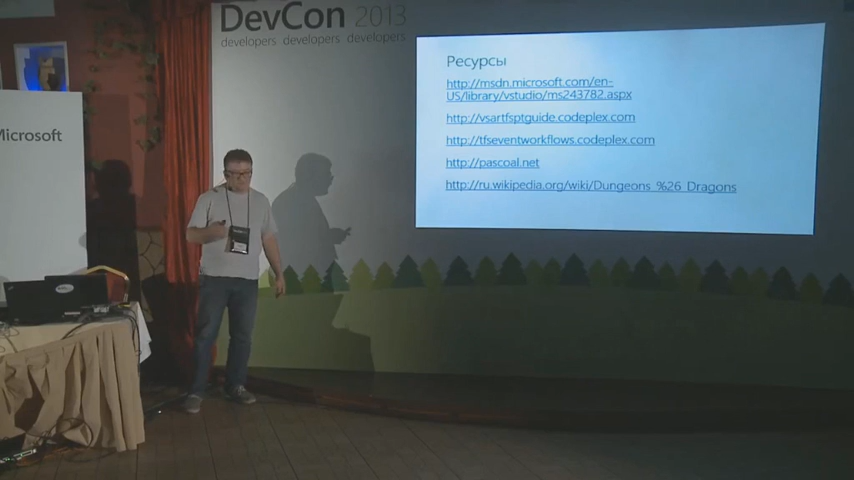 DevCon 2013
developers developers developers
Microsoft
Ресурсы
http://msdn.microsoft.com/en-
US/library/vstudio/ms243782.aspx
http://vsartfsptguide.codeplex.com
http://tfseventworkflows.codeplex.com
http://pascoal.net
http://ru.wikipedia.org/wiki/Dungeons_%26_Dragons